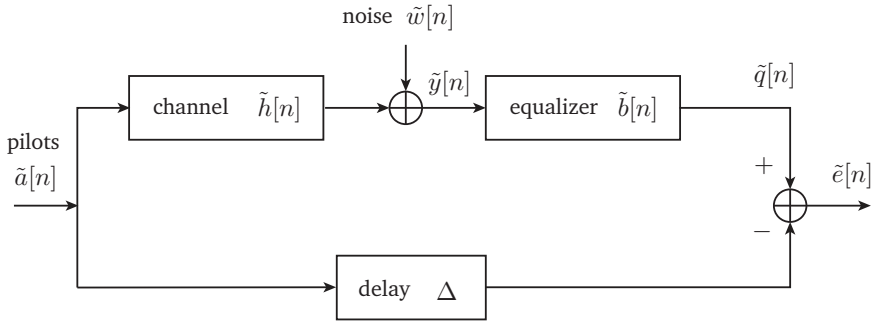 noise w̃[n]
channel h̃[n]
ỹ[n]
equalizer b̃[n]
q̃[n]
pilots
ã[n]
+
ẽ[n]
−
delay Δ